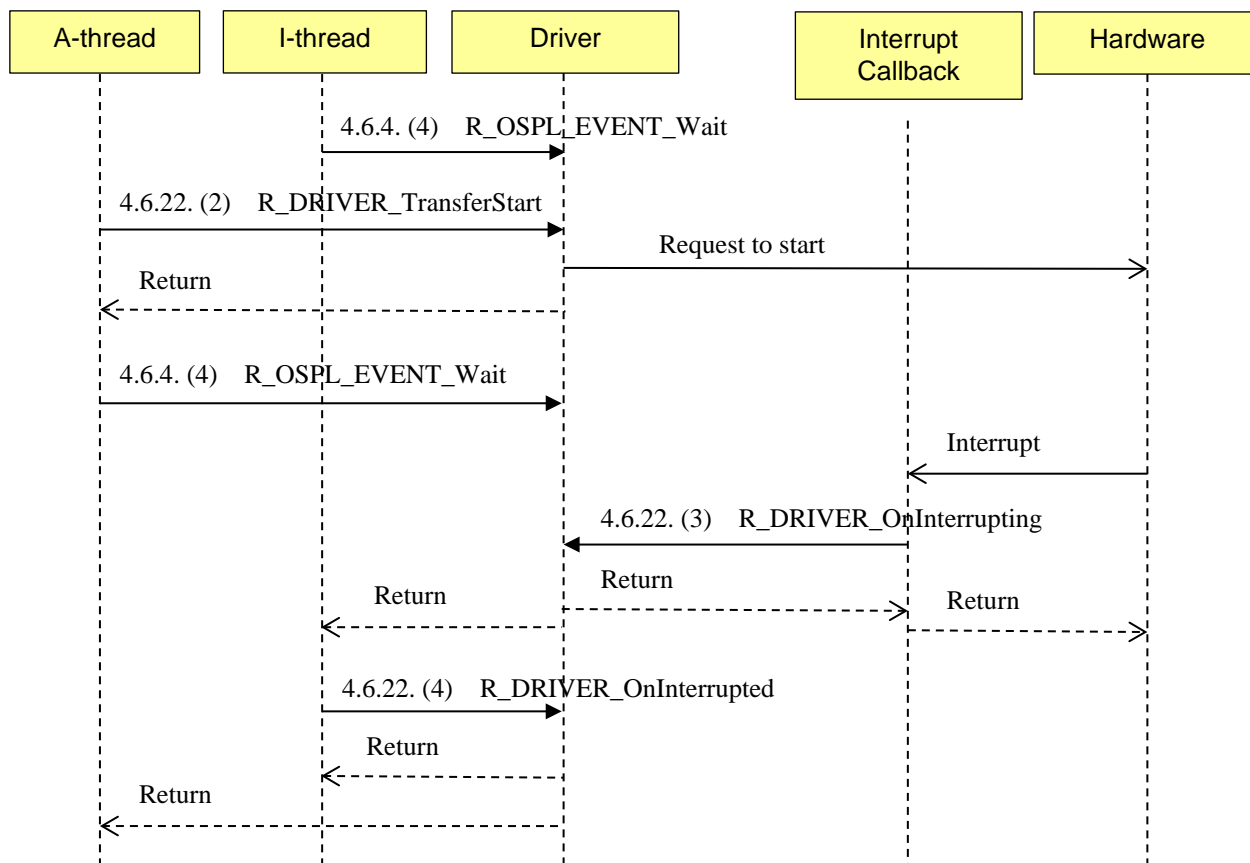 A-thread
I-thread
Driver
Interrupt
Callback
Hardware
4.6.4. (4) R_OSPL_EVENT_Wait
4.6.22. (2) R_DRIVER_TransferStart
Request to start
Return
4.6.4. (4) R_OSPL_EVENT_Wait
Interrupt
4.6.22. (3) R_DRIVER_OnInterrupting
Return
Return
Return
4.6.22. (4) R_DRIVER_OnInterrupted
Return
Return